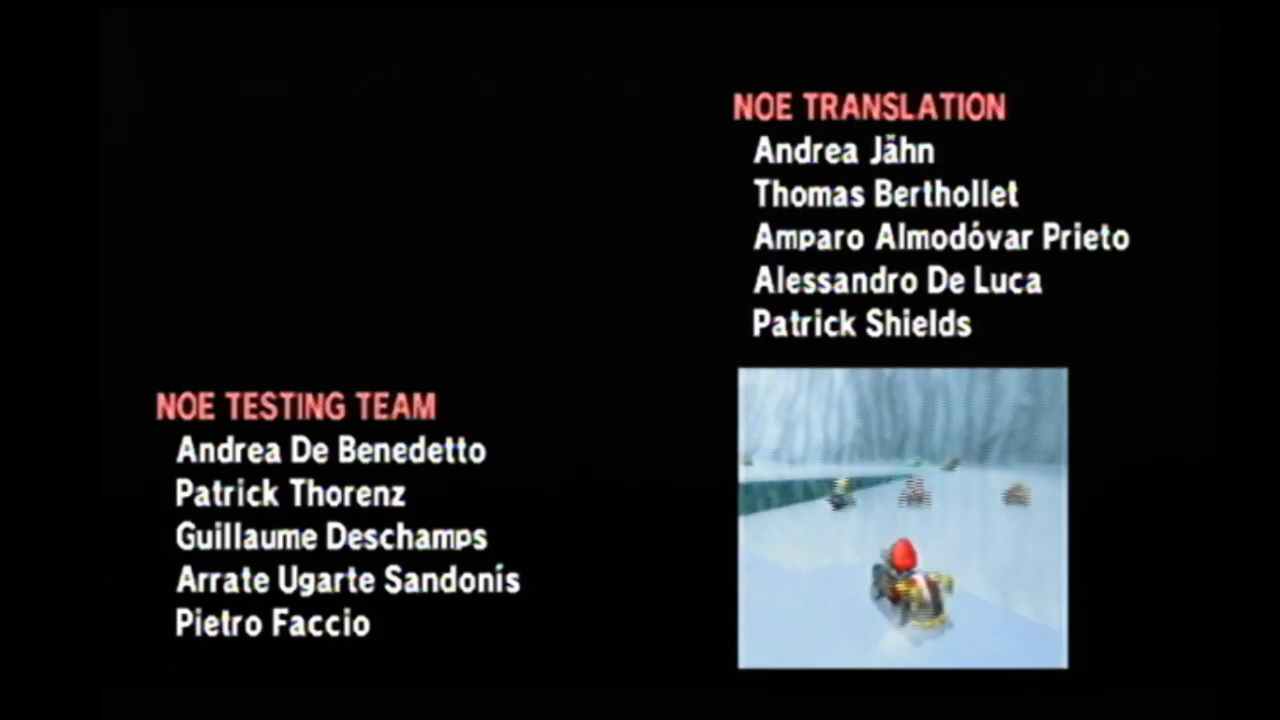 NOE TRANSLATION
Andrea Jähn
Thomas Berthollet
Amparo Almodóvar Prieto
Alessandro De Luca
Patrick Shields
NOE TESTING TEAM
Andrea De Benedetto
Patrick Thorenz
Guillaume Deschamps
Arrate Ugarte Sandonís
Pietro Faccio